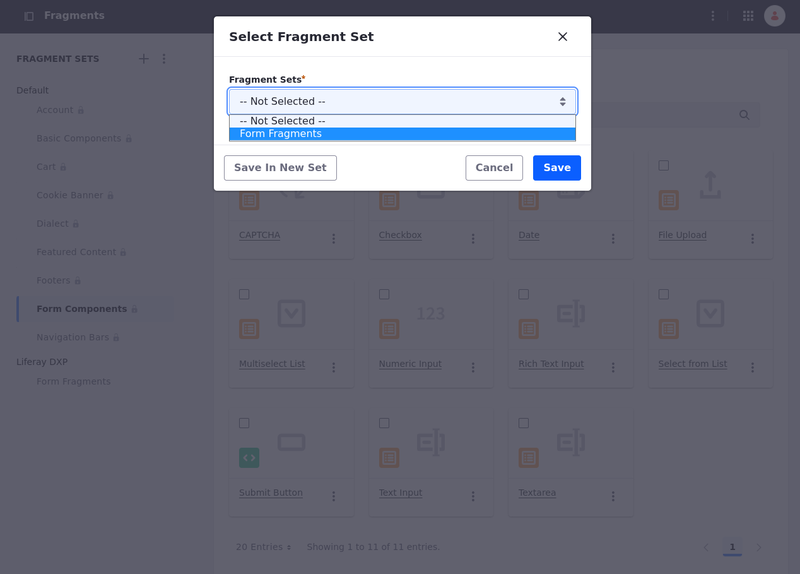 Fragments
Select Fragment Set
FRAGMENT SETS
Fragment Sets*
-- Not Selected --
-- Not Selected --
Form Fragments
Save In New Set
Cancel
Save
Default
Account
Basic Components
Cart
Cookie Banner
Dialect
Featured Content
Footers
Form Components
Navigation Bars
Liferay DXP
Form Fragments
CAPTCHA
Checkbox
Date
File Upload
123
Multiselect List
Numeric Input
Rich Text Input
Select from List
Submit Button
Text Input
Textarea
20 Entries
Showing 1 to 11 of 11 entries.
1